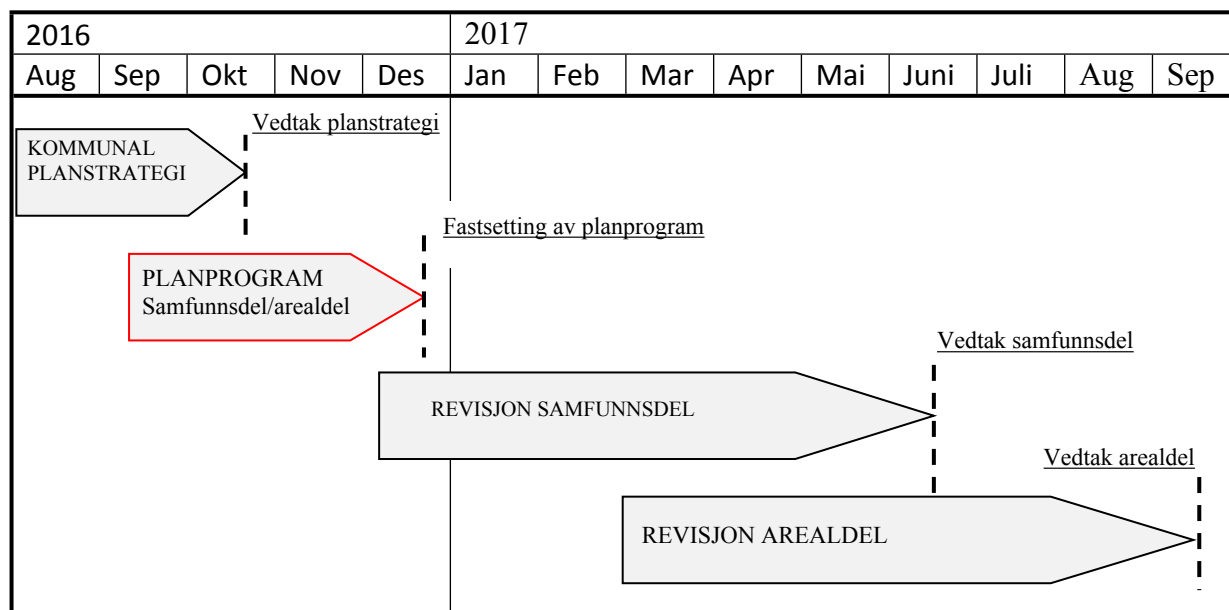 2016 2017
Aug Sep Okt Nov Des Jan Feb Mar Apr Mai Juni Juli Aug Sep
Vedtak planstrategi
KOMMUNAL
PLANSTRATEGI
Fastsetting av planprogram
PLANPROGRAM
Samfunnsdel/arealdel
Vedtak samfunnsdel
REVISJON SAMFUNNSDEL
Vedtak arealdel
REVISJON AREALDEL